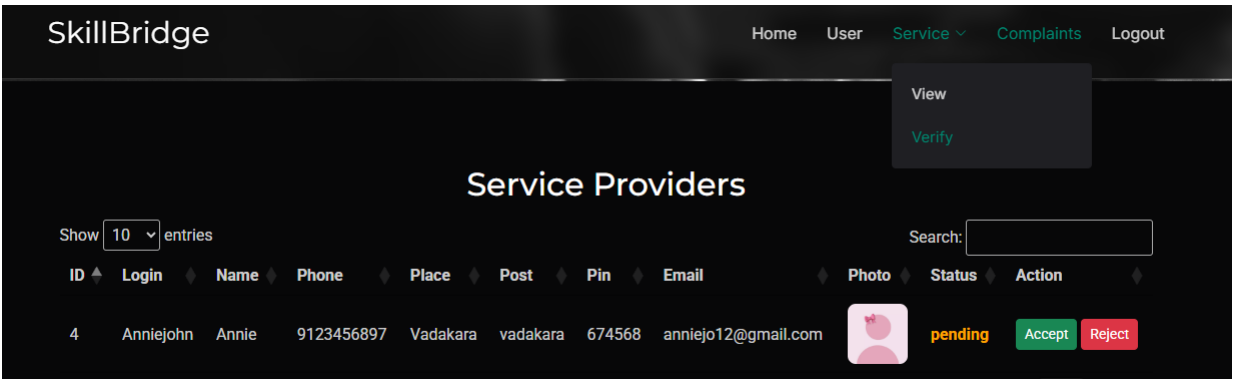 SkillBridge Home User Service Complaints Logout
View
Verify
Service Providers
Show 10 entries Search:
ID Login Name Phone Place Post Pin Email Photo Status Action
4 Anniejohn Annie 9123456897 Vadakara vadakara 674568 anniejo12@gmail.com pending Accept Reject